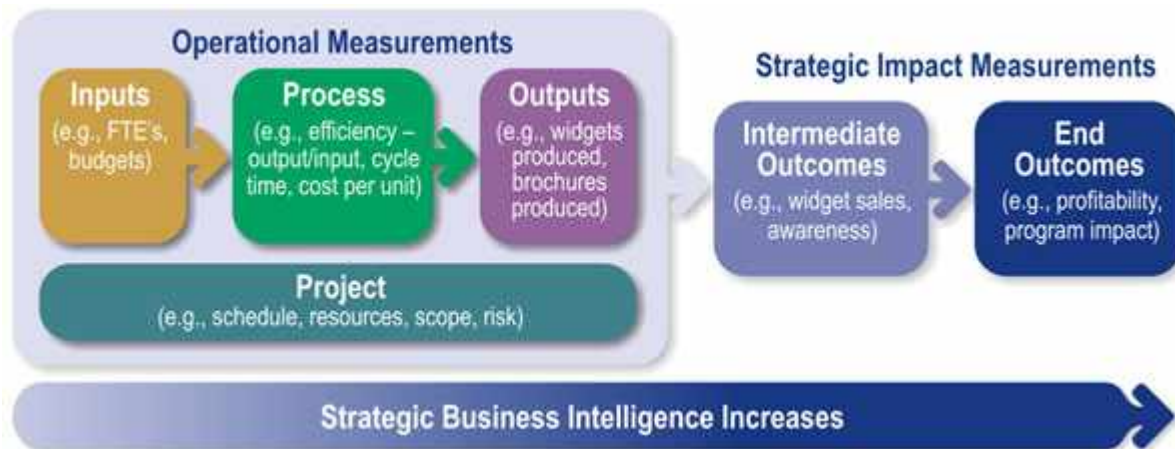 Operational Measurements
Inputs
(e.g., FTE's,
budgets)
Process
(e.g., efficiency –
output/input, cycle
time, cost per unit)
Outputs
(e.g., widgets
produced,
brochures
produced)
Project
(e.g., schedule, resources, scope, risk)
Strategic Impact Measurements
Intermediate
Outcomes
(e.g., widget sales,
awareness)
End
Outcomes
(e.g., profitability,
program impact)
Strategic Business Intelligence Increases